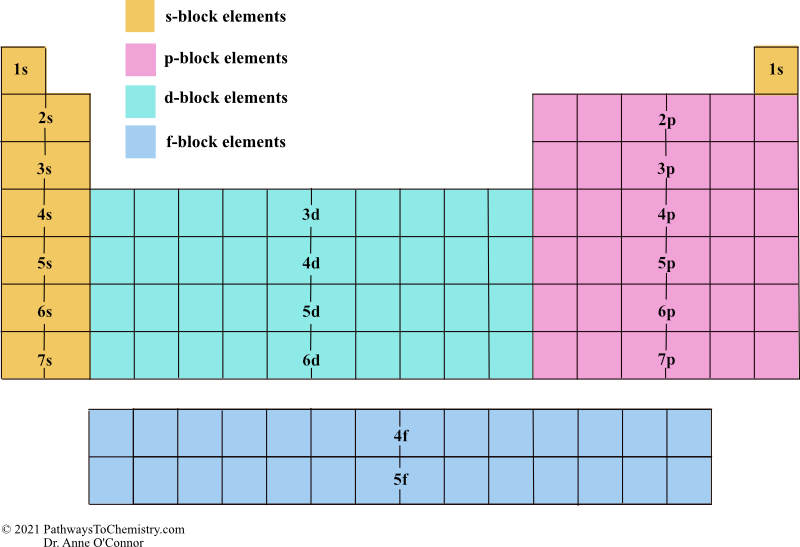 s-block elements
p-block elements
d-block elements
f-block elements
1s
1s
2s
2p
3s
3p
4s
3d
4p
5s
4d
5p
6s
5d
6p
7s
6d
7p
4f
5f
© 2021 PathwaysToChemistry.com
Dr. Anne O'Connor